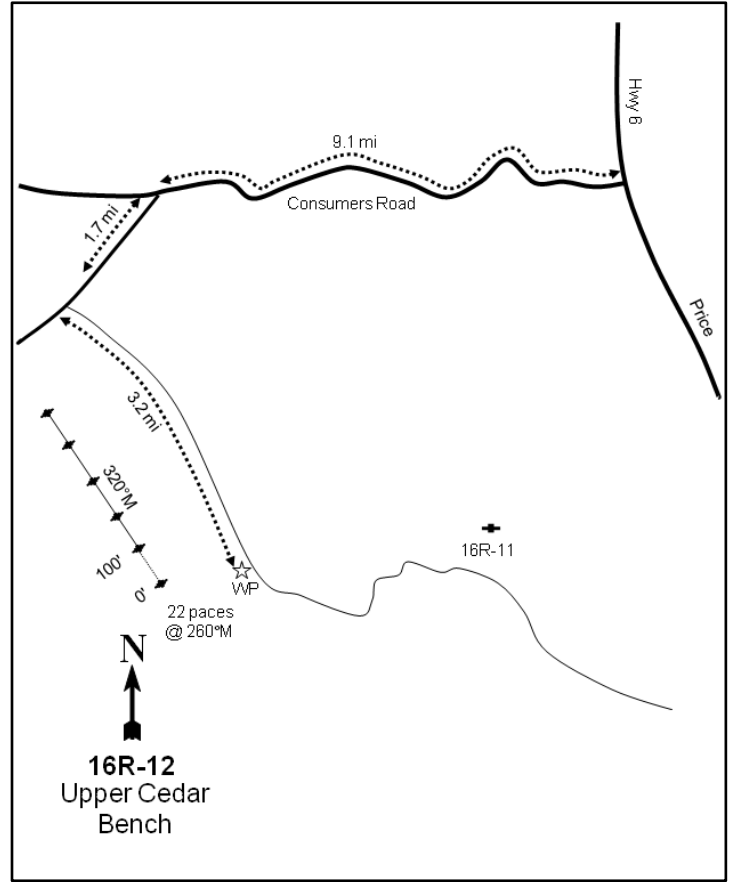 Hwy 6
9.1 mi
Consumers Road
1.7 mi
Price
3.2 mi
320°M
16R-11
100'
WP
0'
22 paces
@ 260°M
N
16R-12
Upper Cedar
Bench